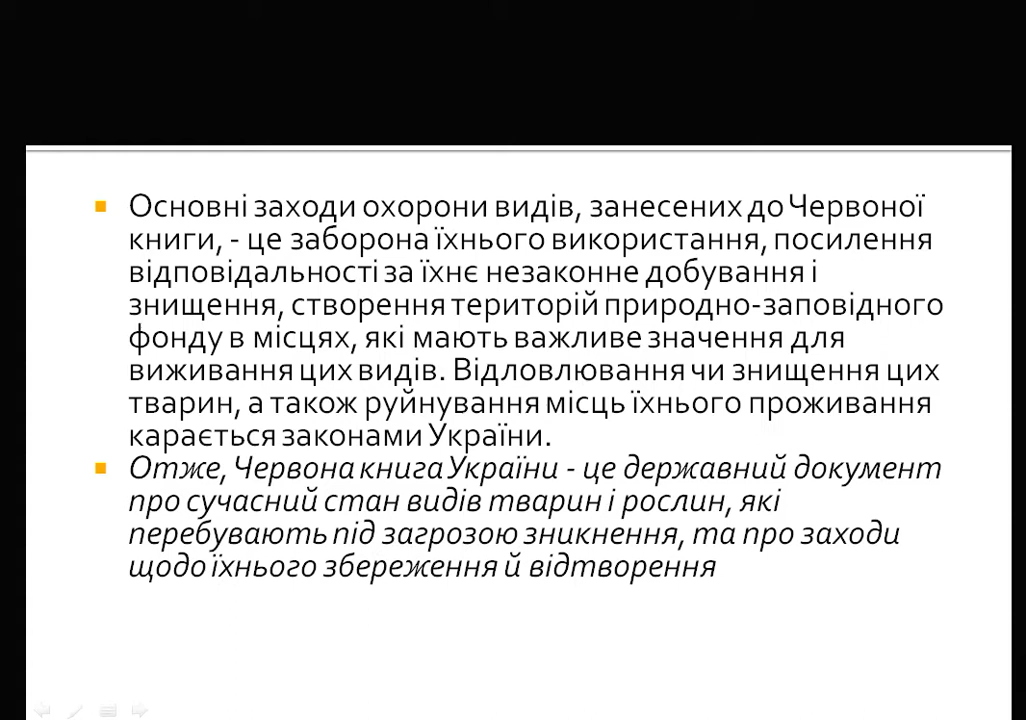 Основні заходи охорони видів, занесених до Червоної
книги, - це заборона їхнього використання, посилення
відповідальності за їхнє незаконне добування і
знищення, створення територій природно-заповідного
фонду в місцях, які мають важливе значення для
виживання цих видів. Відловлювання чи знищення цих
тварин, а також руйнування місць їхнього проживання
карається законами України.
Отже, Червона книга України - це державний документ
про сучасний стан видів тварин і рослин, які
перебувають під загрозою зникнення, та про заходи
щодо їхнього збереження й відтворення